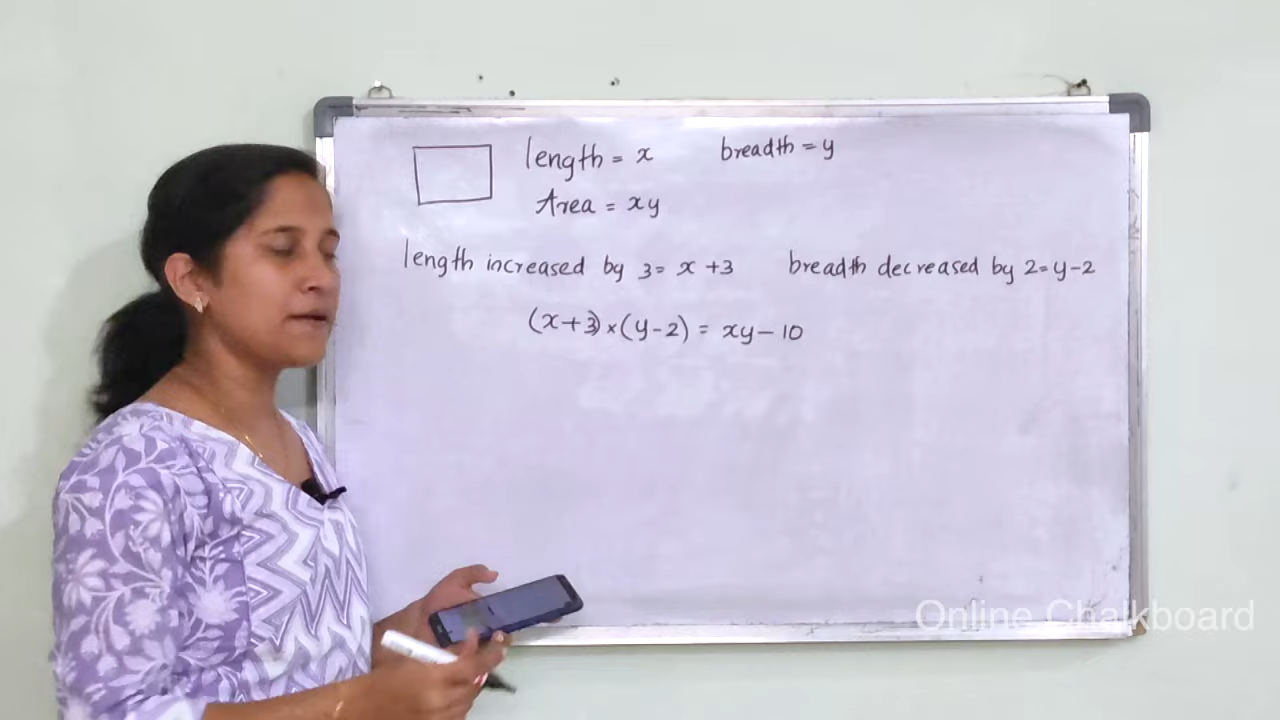 length = x breadth = y
Area = xy
length increased by 3= x +3 breadth decreased by 2=y-2
(x+3)×(y-2) = xy- 10
Online Chalkboard